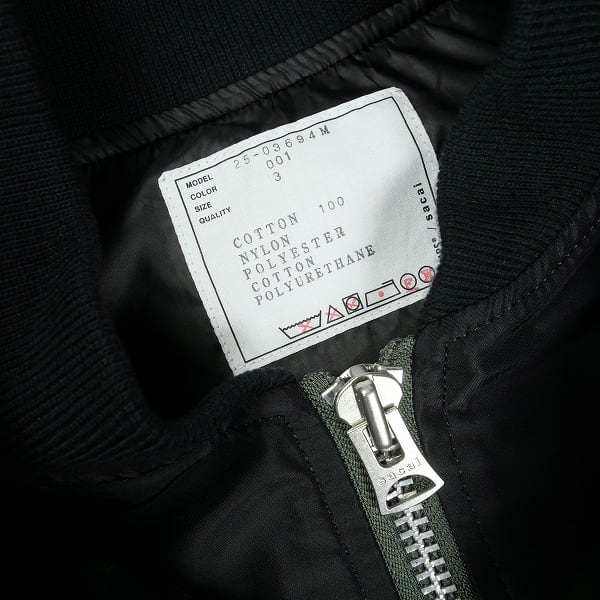 MODEL 25-03694M
COLOR 001
SIZE 3
QUALITY
COTTON 100
NYLON
POLYESTER
COTTON
POLYURETHANE
/ sacai
sacai